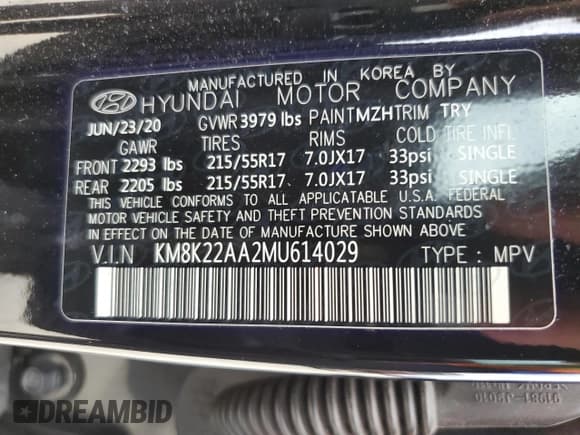 MANUFACTURED IN KOREA BY
HYUNDAI MOTOR COMPANY
JUN/23/20 GVWR 3979 lbs PAINT MZH TRIM TRY
GAWR TIRES RIMS COLD TIRE INFL
FRONT 2293 lbs 215/55R17 7.0JX17 33psi SINGLE
REAR 2205 lbs 215/55R17 7.0JX17 33psi SINGLE
THIS VEHICLE CONFORMS TO ALL APPLICABLE U.S.A. FEDERAL
MOTOR VEHICLE SAFETY AND THEFT PREVENTION STANDARDS
IN EFFECT ON THE DATE OF MANUFACTURE SHOWN ABOVE
V.I.N KM8K22AA2MU614029 TYPE : MPV
91981-J9010
DREAMBID